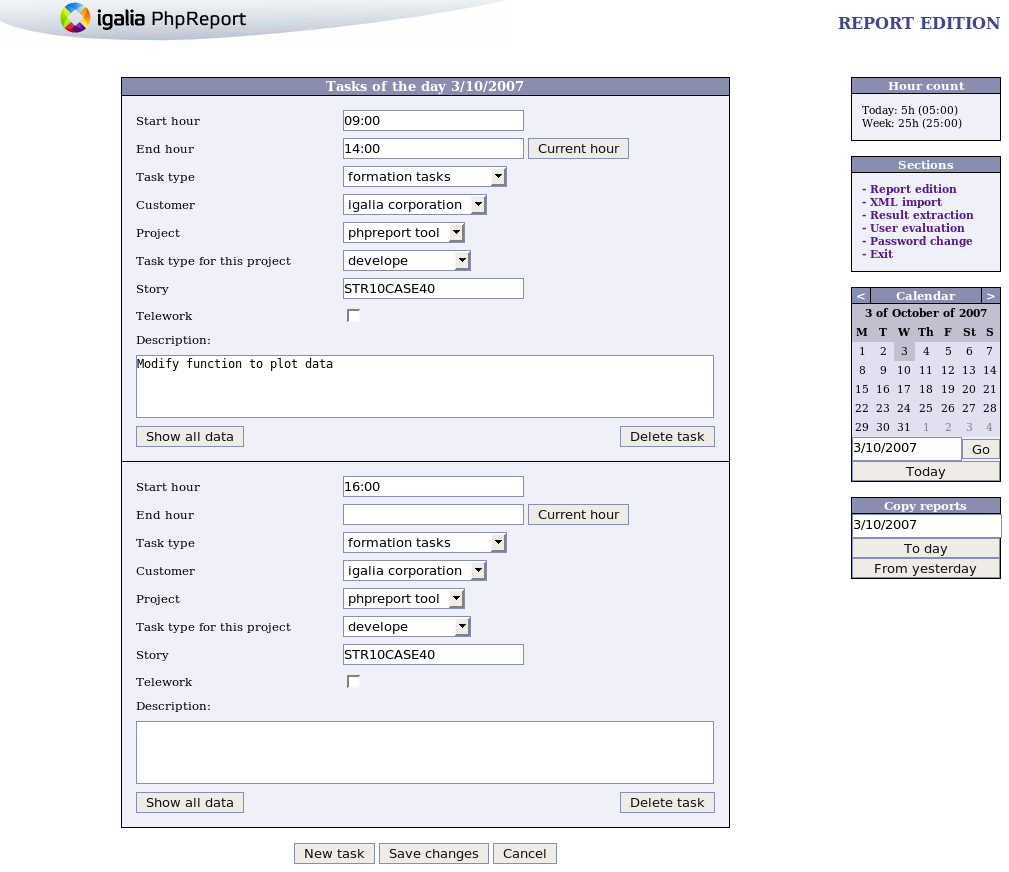 igalia PhpReport
REPORT EDITION
Tasks of the day 3/10/2007
Start hour 09:00
End hour 14:00 Current hour
Task type formation tasks
Customer igalia corporation
Project phpreport tool
Task type for this project develope
Story STR10CASE40
Telework
Description:
Modify function to plot data
Show all data Delete task
Start hour 16:00
End hour Current hour
Task type formation tasks
Customer igalia corporation
Project phpreport tool
Task type for this project develope
Story STR10CASE40
Telework
Description:
Show all data Delete task
New task Save changes Cancel
Hour count
Today: 5h (05:00)
Week: 25h (25:00)
Sections
- Report edition
- XML import
- Result extraction
- User evaluation
- Password change
- Exit
< Calendar >
3 of October of 2007
M T W Th F St S
1 2 3 4 5 6 7
8 9 10 11 12 13 14
15 16 17 18 19 20 21
22 23 24 25 26 27 28
29 30 31 1 2 3 4
3/10/2007 Go
Today
Copy reports
3/10/2007
To day
From yesterday